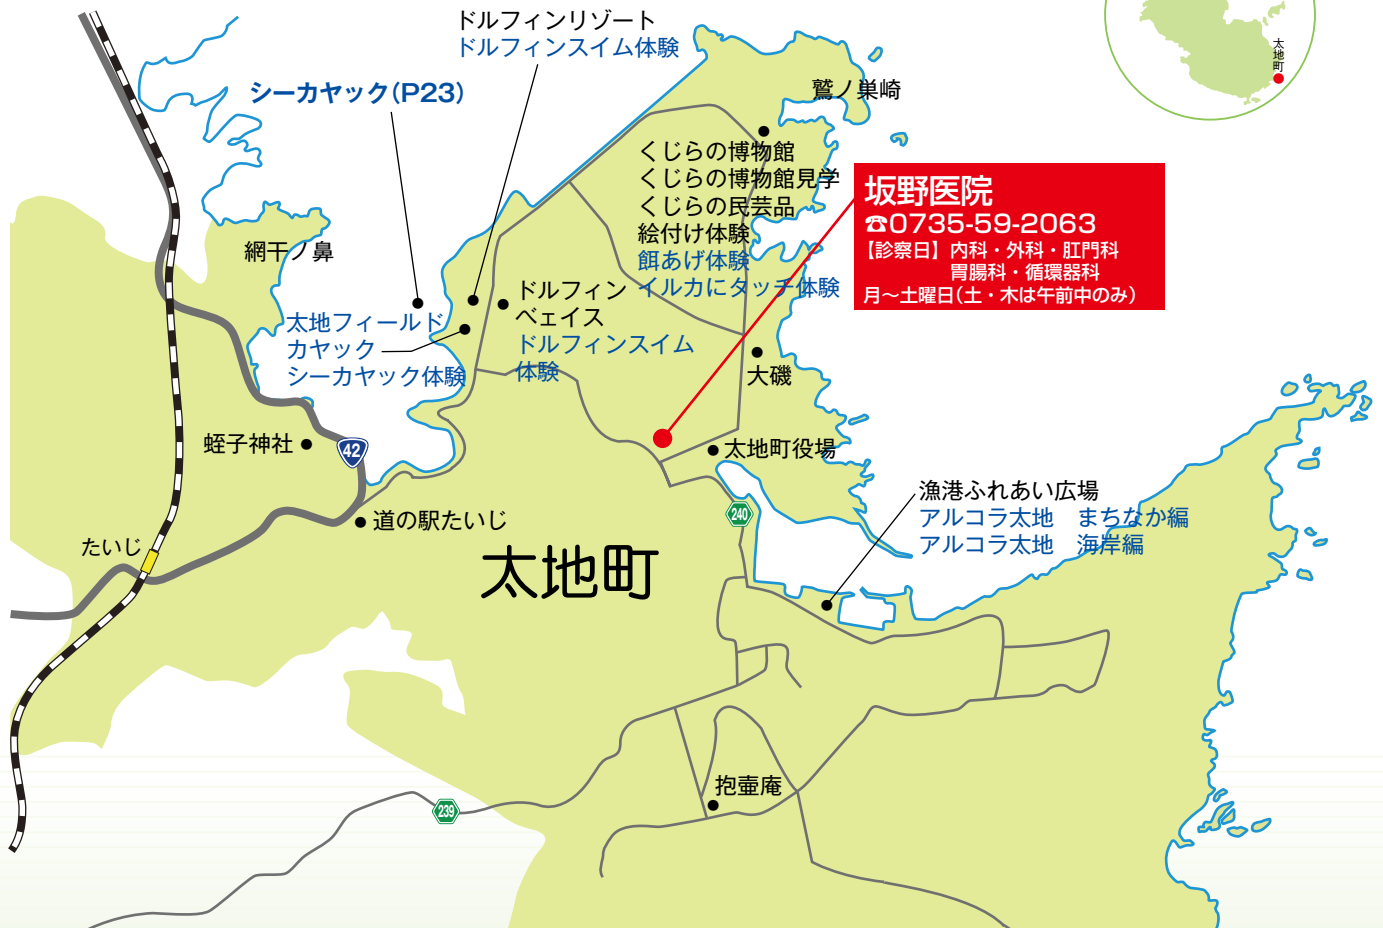 ドルフィンリゾート
ドルフィンスイム体験
シーカヤック(P23)
太地町
鷲ノ巣崎
くじらの博物館
くじらの博物館見学
くじらの民芸品
絵付け体験
餌あげ体験
イルカにタッチ体験
坂野医院
☎0735-59-2063
【診察日】内科・外科・肛門科
胃腸科・循環器科
月〜土曜日(土・木は午前中のみ)
網干ノ鼻
ドルフィン
ベェイス
ドルフィンスイム
体験
太地フィールド
カヤック
シーカヤック体験
大磯
蛭子神社
42
太地町役場
漁港ふれあい広場
アルコラ太地　まちなか編
アルコラ太地　海岸編
240
道の駅たいじ
たいじ
太地町
抱壷庵
239